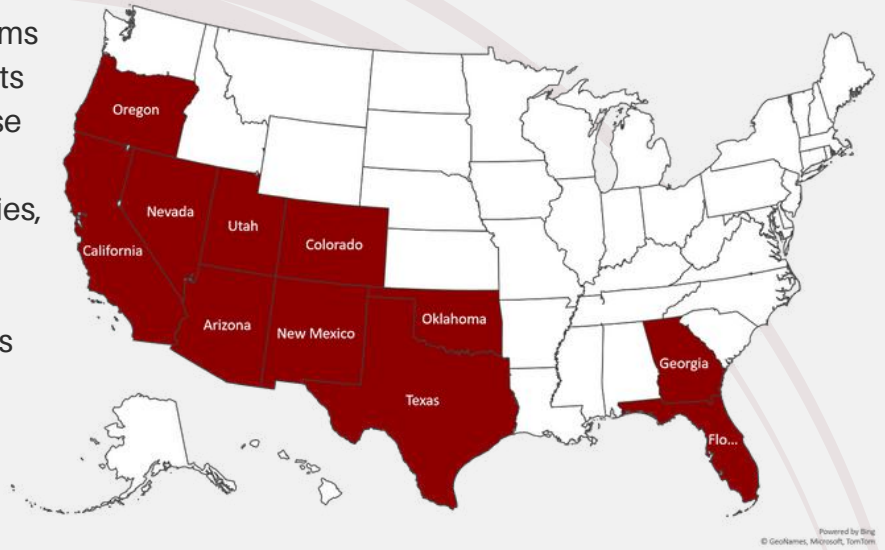 ms
ts
se
ies,
s
Oregon
Nevada
Utah
Colorado
California
Arizona
New Mexico
Oklahoma
Texas
Georgia
Flo...
Powered by Bing
© GeoNames, Microsoft, TomTom